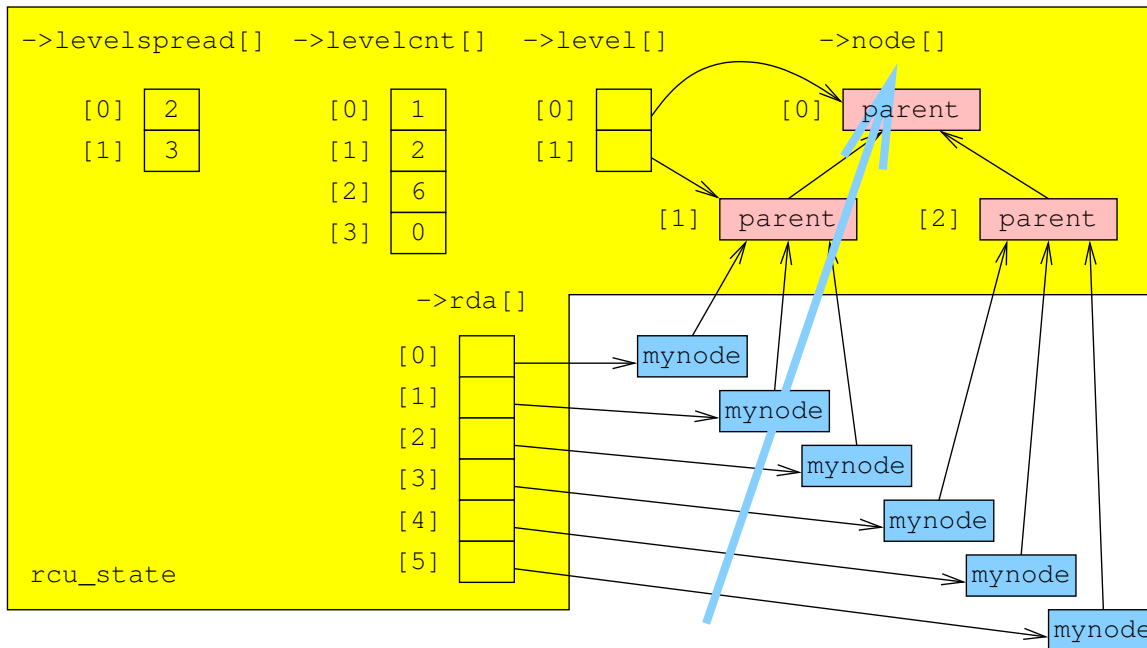 ->levelspread[] ->levelcnt[] ->level[] ->node[]
[0] 2 [0] 1 [0] [0] parent
[1] 3 [1] 2 [1]
[2] 6 [1] parent [2] parent
[3] 0
->rda[]
[0] mynode
[1] mynode
[2] mynode
[3] mynode
[4] mynode
[5] mynode
rcu_state